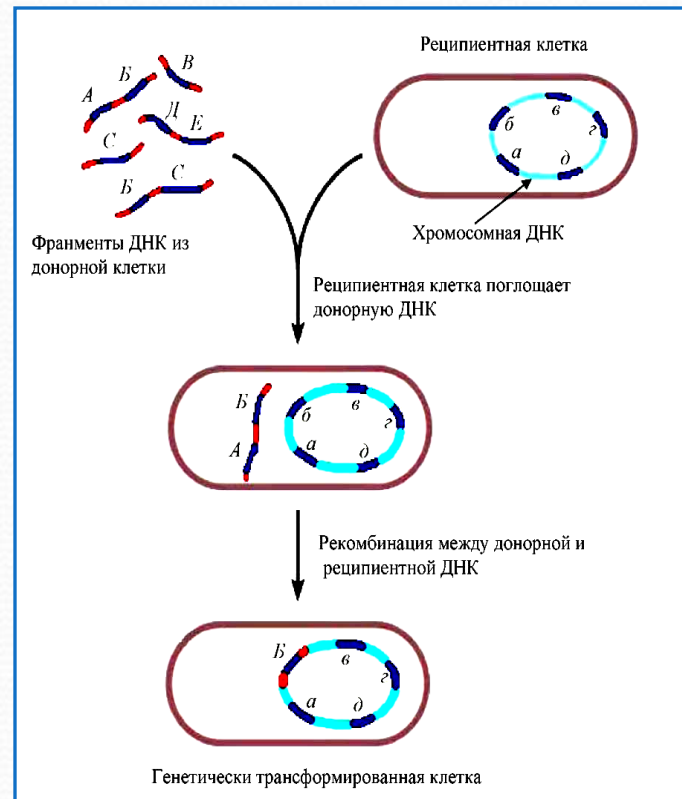 Реципиентная клетка
А
Б
В
Д
Е
С
Б
С
а
б
в
г
д
Хромосомная ДНК
Франменты ДНК из
донорной клетки
Реципиентная клетка поглощает
донорную ДНК
Б
А
а
б
в
г
д
Рекомбинация между донорной и
реципиентной ДНК
Б
а
в
г
д
Генетически трансформированная клетка